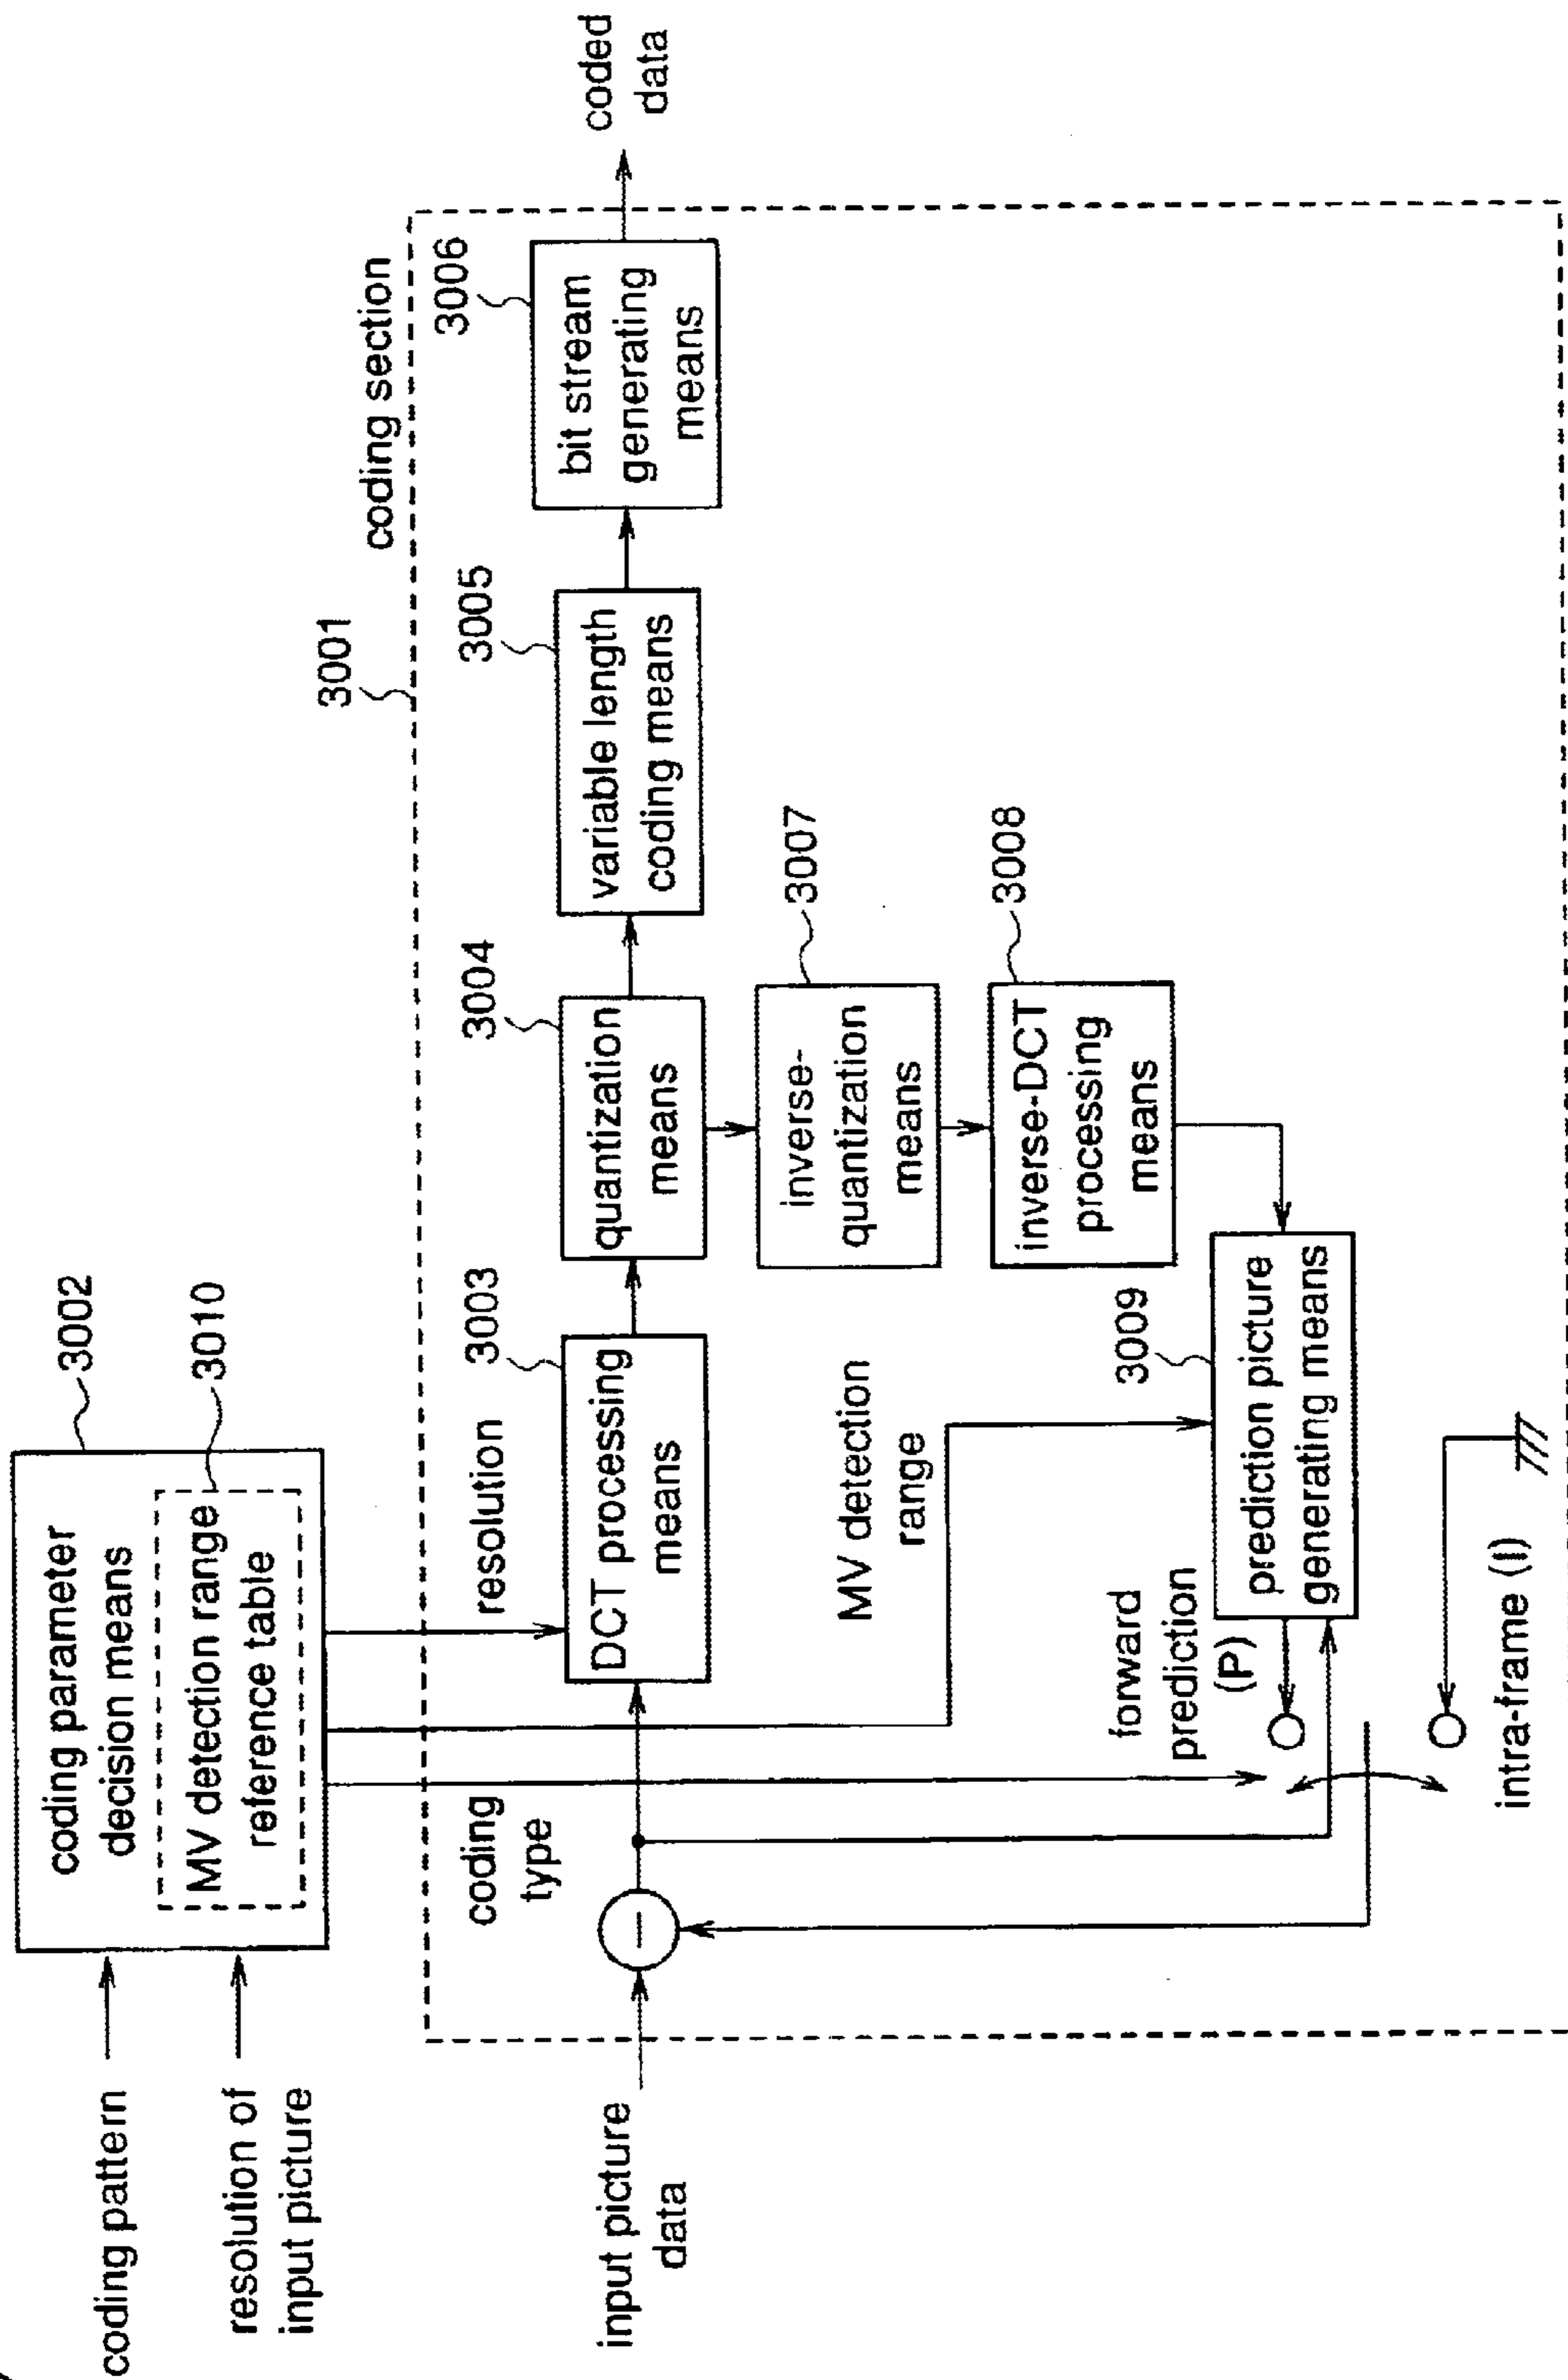 coding parameter
decision means
3002
MV detection range
reference table
3010
coding pattern
resolution of
input picture
3001
coding section
coding
type
resolution
3003
DCT processing
means
3004
quantization
means
3005
variable length
coding means
3006
bit stream
generating
means
coded
data
input picture
data
3007
inverse-
quantization
means
MV detection
range
3008
inverse-DCT
processing
means
forward
prediction
(P)
3009
prediction picture
generating means
intra-frame (I)